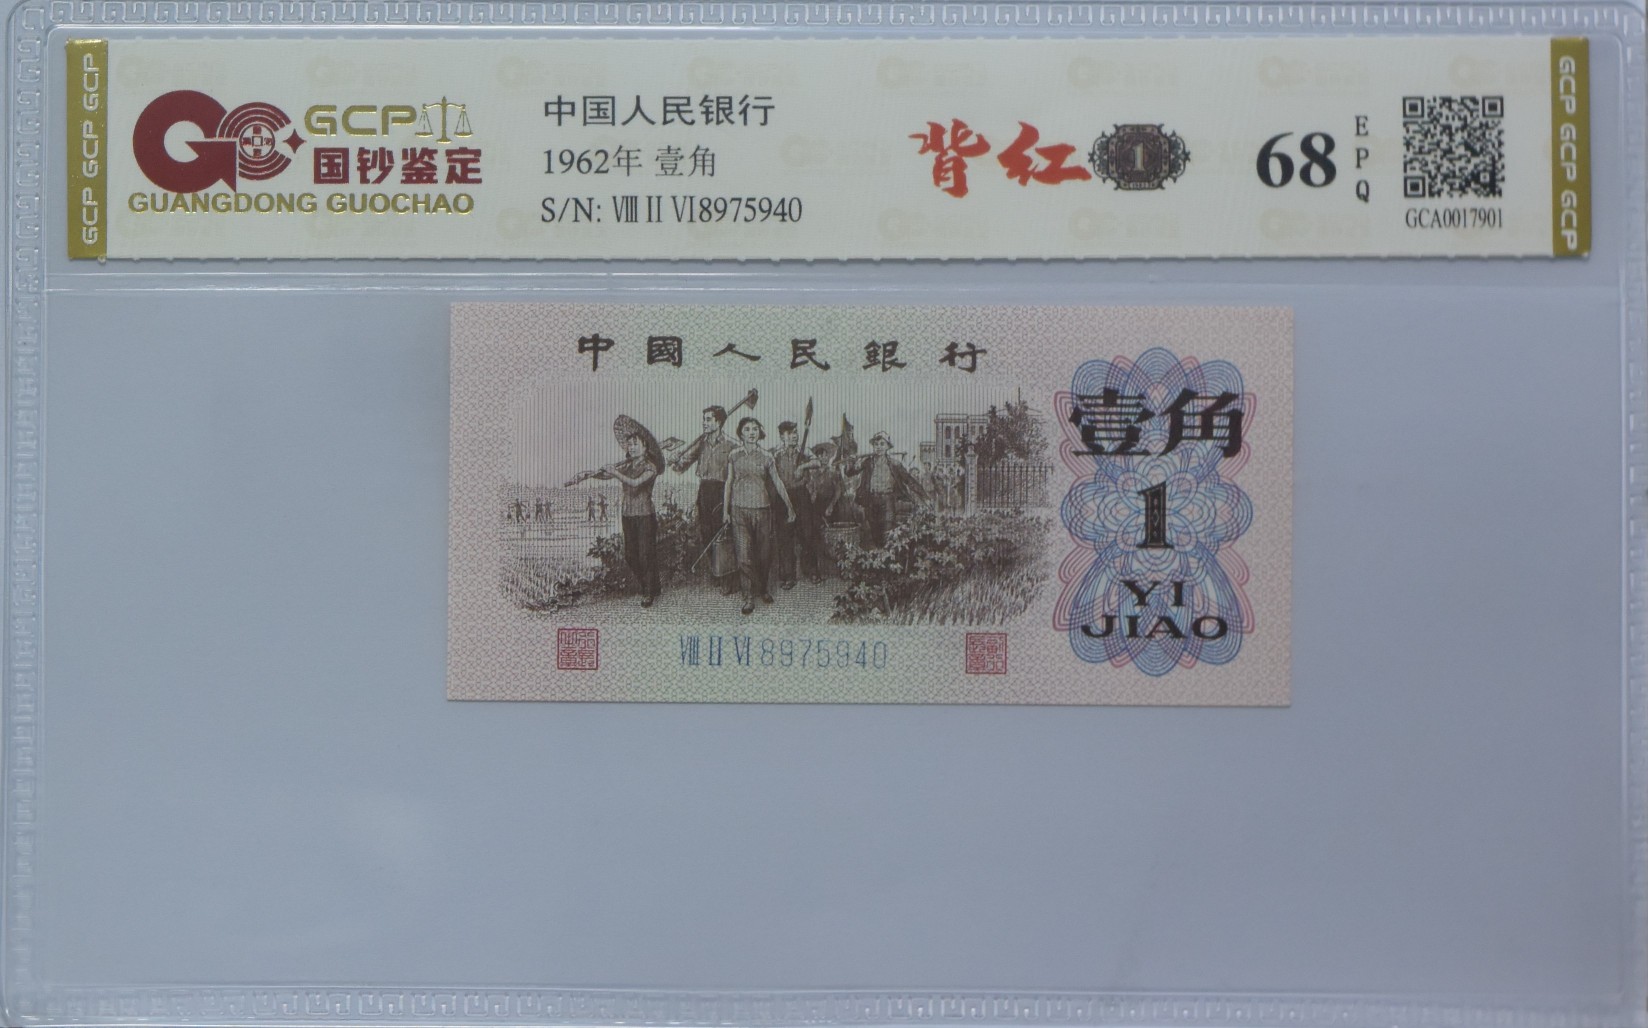 GCP GCP GCP
GCP
国钞鉴定
GUANGDONG GUOCHAO
中国人民银行
1962年 壹角
S/N: Ⅷ Ⅱ Ⅵ8975940
背红
1
68
EPQ
GCA0017901
GCP GCP GCP
中國人民銀行
壹角
1
YI
JIAO
Ⅷ Ⅱ Ⅵ 8975940